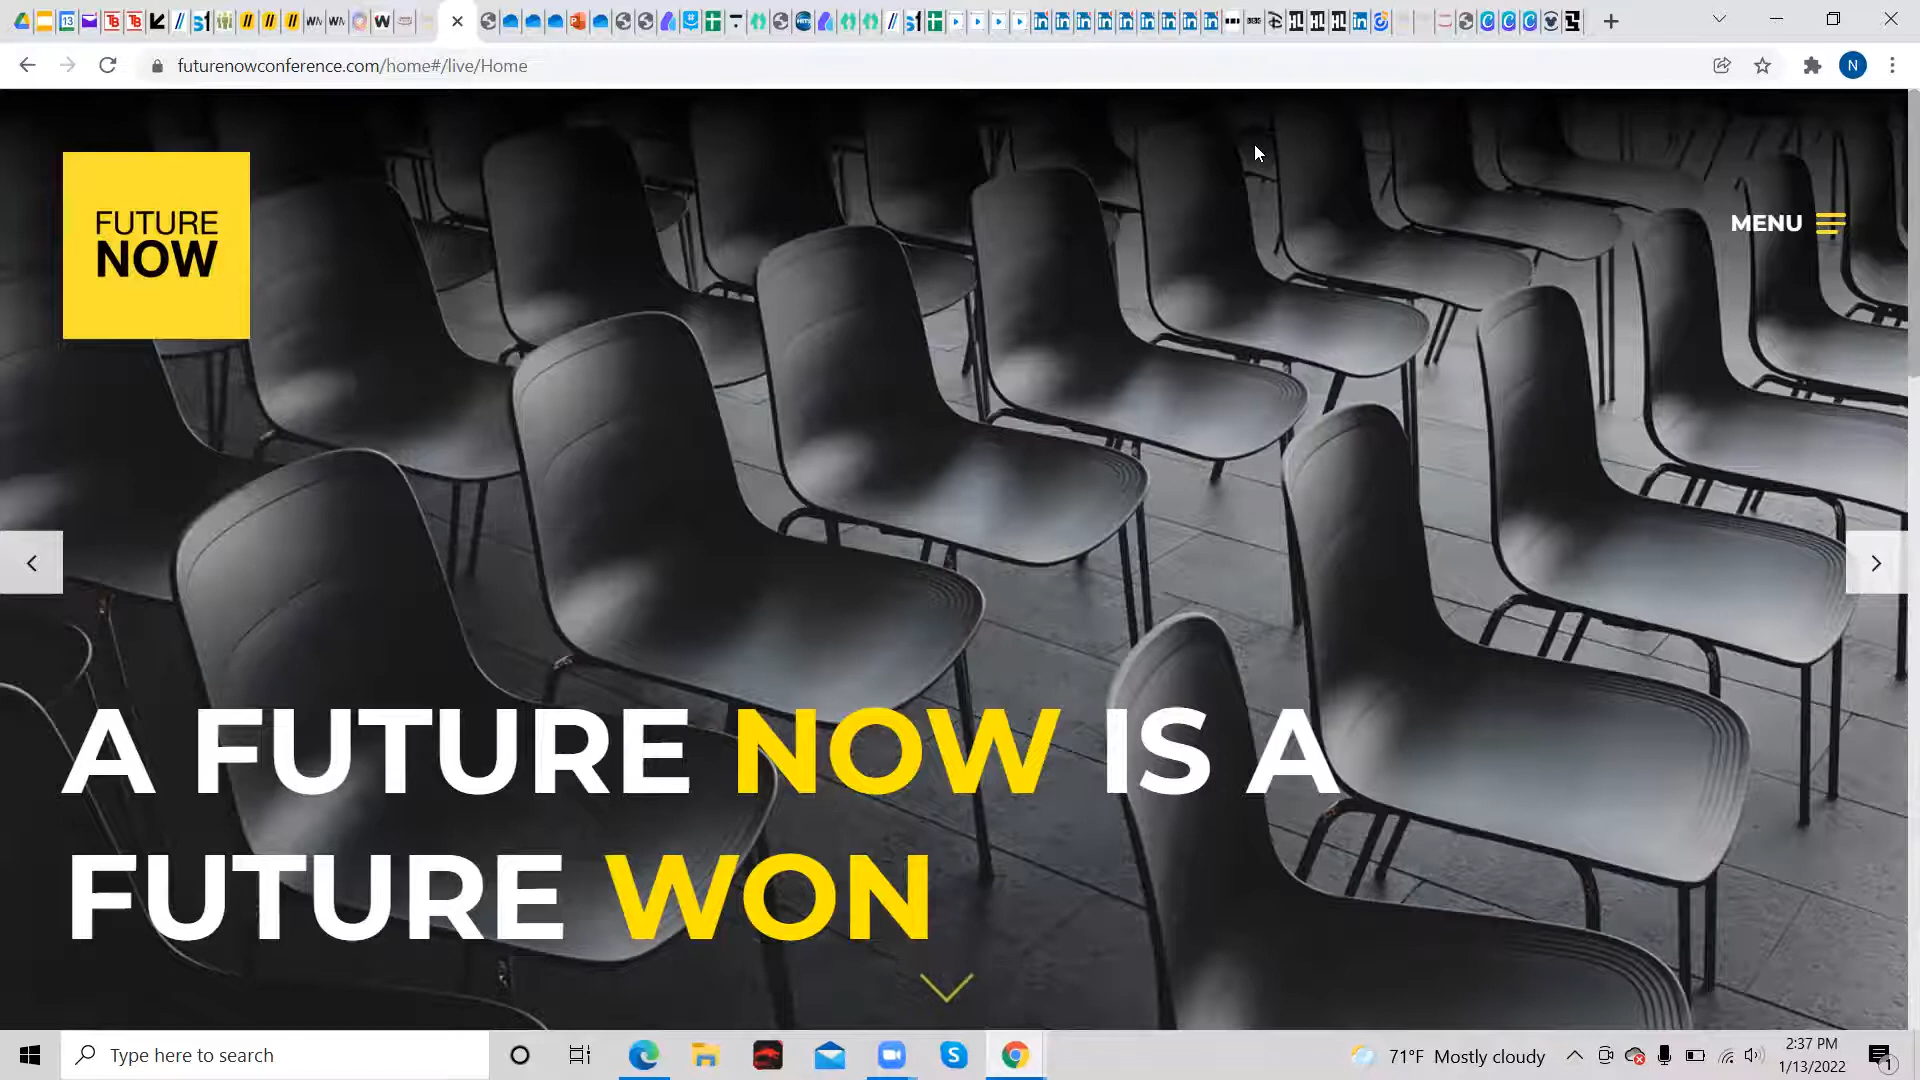 futurenowconference.com/home#/live/Home
N
FUTURE
NOW
MENU
A FUTURE NOW IS A
FUTURE WON
Type here to search
71°F Mostly cloudy
2:37 PM
1/13/2022
1